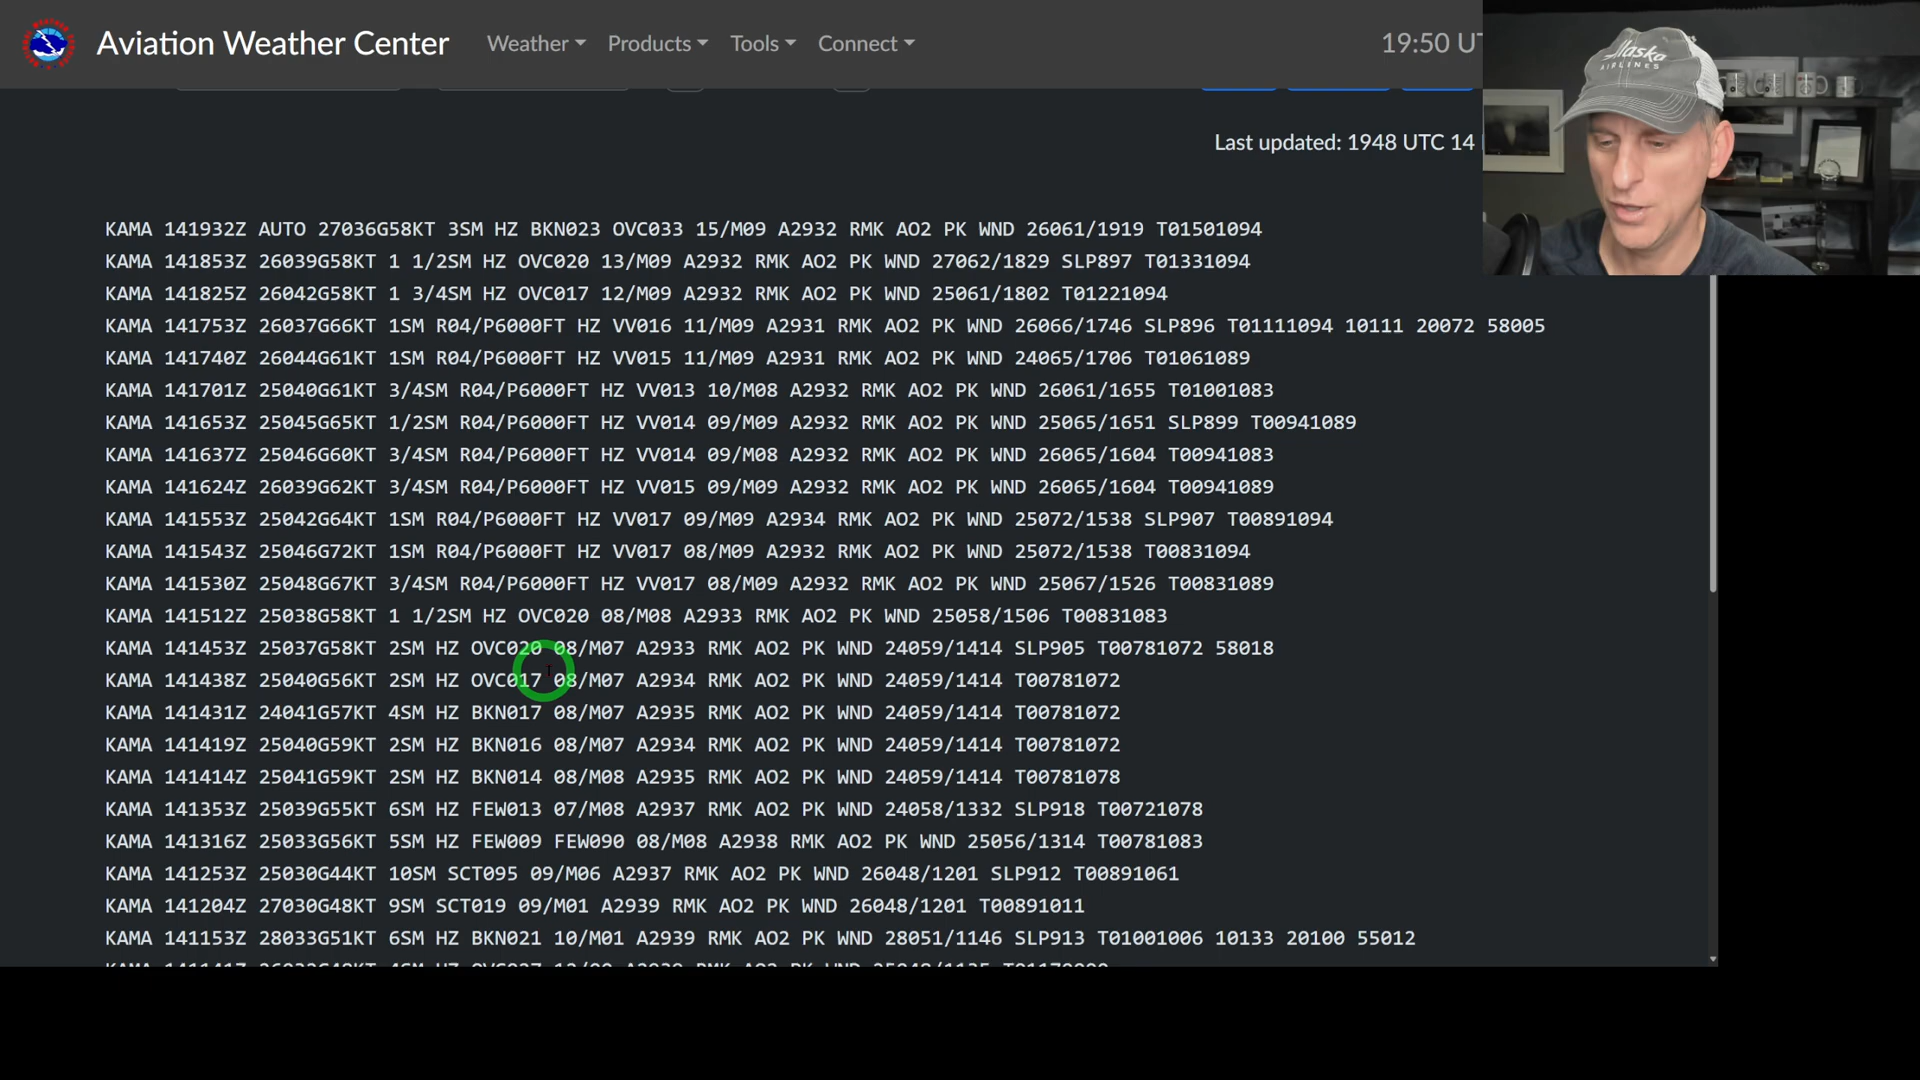 Aviation Weather Center Weather Products Tools Connect 19:50 UT
Alaska
AIRLINES
Last updated: 1948 UTC 14
KAMA 141932Z AUTO 27036G58KT 3SM HZ BKN023 OVC033 15/M09 A2932 RMK AO2 PK WND 26061/1919 T01501094
KAMA 141853Z 26039G58KT 1 1/2SM HZ OVC020 13/M09 A2932 RMK AO2 PK WND 27062/1829 SLP897 T01331094
KAMA 141825Z 26042G58KT 1 3/4SM HZ OVC017 12/M09 A2932 RMK AO2 PK WND 25061/1802 T01221094
KAMA 141753Z 26037G66KT 1SM R04/P6000FT HZ VV016 11/M09 A2931 RMK AO2 PK WND 26066/1746 SLP896 T01111094 10111 20072 58005
KAMA 141740Z 26044G61KT 1SM R04/P6000FT HZ VV015 11/M09 A2931 RMK AO2 PK WND 24065/1706 T01061089
KAMA 141701Z 25040G61KT 3/4SM R04/P6000FT HZ VV013 10/M08 A2932 RMK AO2 PK WND 26061/1655 T01001083
KAMA 141653Z 25045G65KT 1/2SM R04/P6000FT HZ VV014 09/M09 A2932 RMK AO2 PK WND 25065/1651 SLP899 T00941089
KAMA 141637Z 25046G60KT 3/4SM R04/P6000FT HZ VV014 09/M08 A2932 RMK AO2 PK WND 26065/1604 T00941083
KAMA 141624Z 26039G62KT 3/4SM R04/P6000FT HZ VV015 09/M09 A2932 RMK AO2 PK WND 26065/1604 T00941089
KAMA 141553Z 25042G64KT 1SM R04/P6000FT HZ VV017 09/M09 A2934 RMK AO2 PK WND 25072/1538 SLP907 T00891094
KAMA 141543Z 25046G72KT 1SM R04/P6000FT HZ VV017 08/M09 A2932 RMK AO2 PK WND 25072/1538 T00831094
KAMA 141530Z 25048G67KT 3/4SM R04/P6000FT HZ VV017 08/M09 A2932 RMK AO2 PK WND 25067/1526 T00831089
KAMA 141512Z 25038G58KT 1 1/2SM HZ OVC020 08/M08 A2933 RMK AO2 PK WND 25058/1506 T00831083
KAMA 141453Z 25037G58KT 2SM HZ OVC020 08/M07 A2933 RMK AO2 PK WND 24059/1414 SLP905 T00781072 58018
KAMA 141438Z 25040G56KT 2SM HZ OVC017 08/M07 A2934 RMK AO2 PK WND 24059/1414 T00781072
KAMA 141431Z 24041G57KT 4SM HZ BKN017 08/M07 A2935 RMK AO2 PK WND 24059/1414 T00781072
KAMA 141419Z 25040G59KT 2SM HZ BKN016 08/M07 A2934 RMK AO2 PK WND 24059/1414 T00781072
KAMA 141414Z 25041G59KT 2SM HZ BKN014 08/M08 A2935 RMK AO2 PK WND 24059/1414 T00781078
KAMA 141353Z 25039G55KT 6SM HZ FEW013 07/M08 A2937 RMK AO2 PK WND 24058/1332 SLP918 T00721078
KAMA 141316Z 25033G56KT 5SM HZ FEW009 FEW090 08/M08 A2938 RMK AO2 PK WND 25056/1314 T00781083
KAMA 141253Z 25030G44KT 10SM SCT095 09/M06 A2937 RMK AO2 PK WND 26048/1201 SLP912 T00891061
KAMA 141204Z 27030G48KT 9SM SCT019 09/M01 A2939 RMK AO2 PK WND 26048/1201 T00891011
KAMA 141153Z 28033G51KT 6SM HZ BKN021 10/M01 A2939 RMK AO2 PK WND 28051/1146 SLP913 T01001006 10133 20100 55012